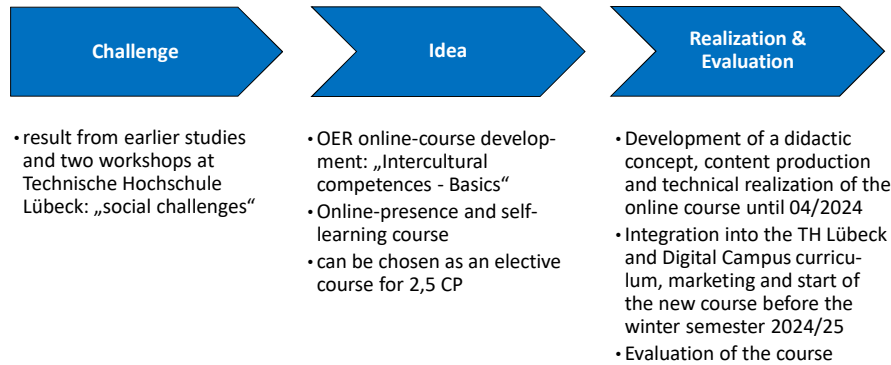 Challenge
• result from earlier studies
and two workshops at
Technische Hochschule
Lübeck: „social challenges“
Idea
• OER online-course develop-
ment: „Intercultural
competences - Basics“
• Online-presence and self-
learning course
• can be chosen as an elective
course for 2,5 CP
Realization &
Evaluation
• Development of a didactic
concept, content production
and technical realization of the
online course until 04/2024
• Integration into the TH Lübeck
and Digital Campus curricu-
lum, marketing and start of
the new course before the
winter semester 2024/25
• Evaluation of the course